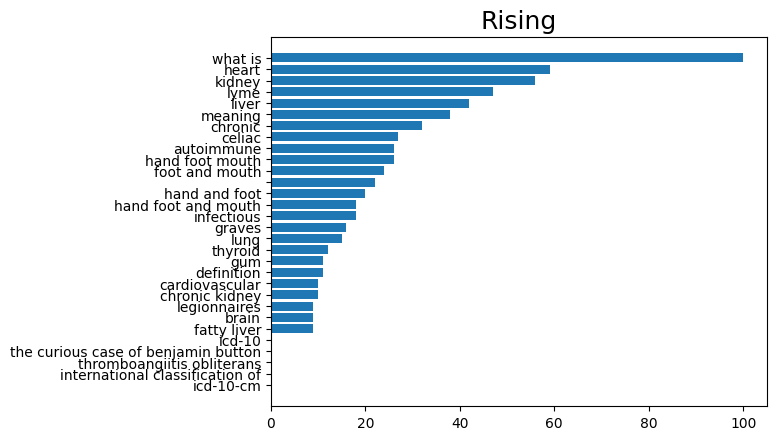 Rising
what is
heart
kidney
lyme
liver
meaning
chronic
celiac
autoimmune
hand foot mouth
foot and mouth
hand and foot
hand foot and mouth
infectious
graves
lung
thyroid
gum
definition
cardiovascular
chronic kidney
legionnaires
brain
fatty liver
icd-10
the curious case of benjamin button
thromboangiitis obliterans
international classification of
icd-10-cm
0 20 40 60 80 100